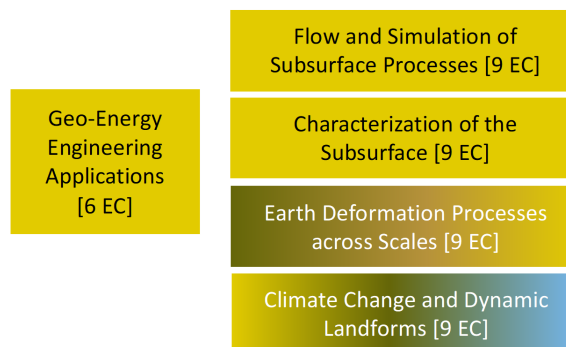 Geo-Energy
Engineering
Applications
[6 EC]
Flow and Simulation of
Subsurface Processes [9 EC]
Characterization of the
Subsurface [9 EC]
Earth Deformation Processes
across Scales [9 EC]
Climate Change and Dynamic
Landforms [9 EC]